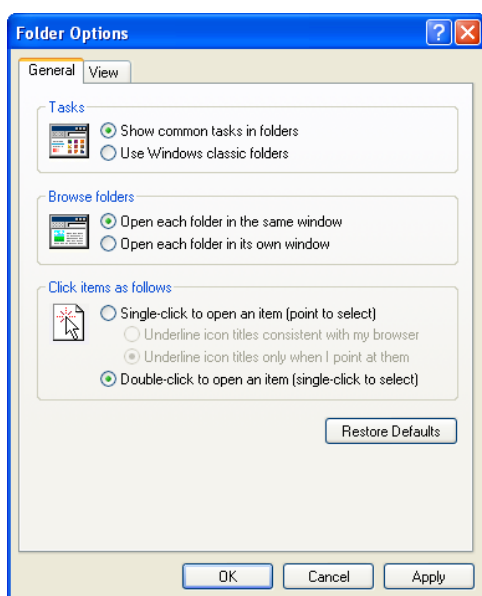 Folder Options
General View
Tasks
Show common tasks in folders
Use Windows classic folders
Browse folders
Open each folder in the same window
Open each folder in its own window
Click items as follows
Single-click to open an item (point to select)
Underline icon titles consistent with my browser
Underline icon titles only when I point at them
Double-click to open an item (single-click to select)
Restore Defaults
OK Cancel Apply